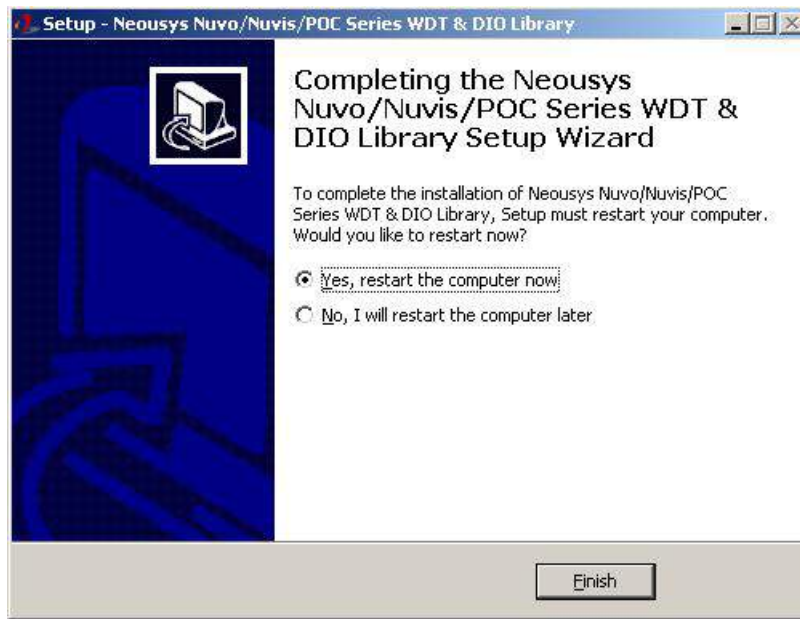 Setup - Neousys Nuvo/Nuvis/POC Series WDT & DIO Library
Completing the Neousys
Nuvo/Nuvis/POC Series WDT &
DIO Library Setup Wizard
To complete the installation of Neousys Nuvo/Nuvis/POC
Series WDT & DIO Library, Setup must restart your computer.
Would you like to restart now?
Yes, restart the computer now
No, I will restart the computer later
Finish